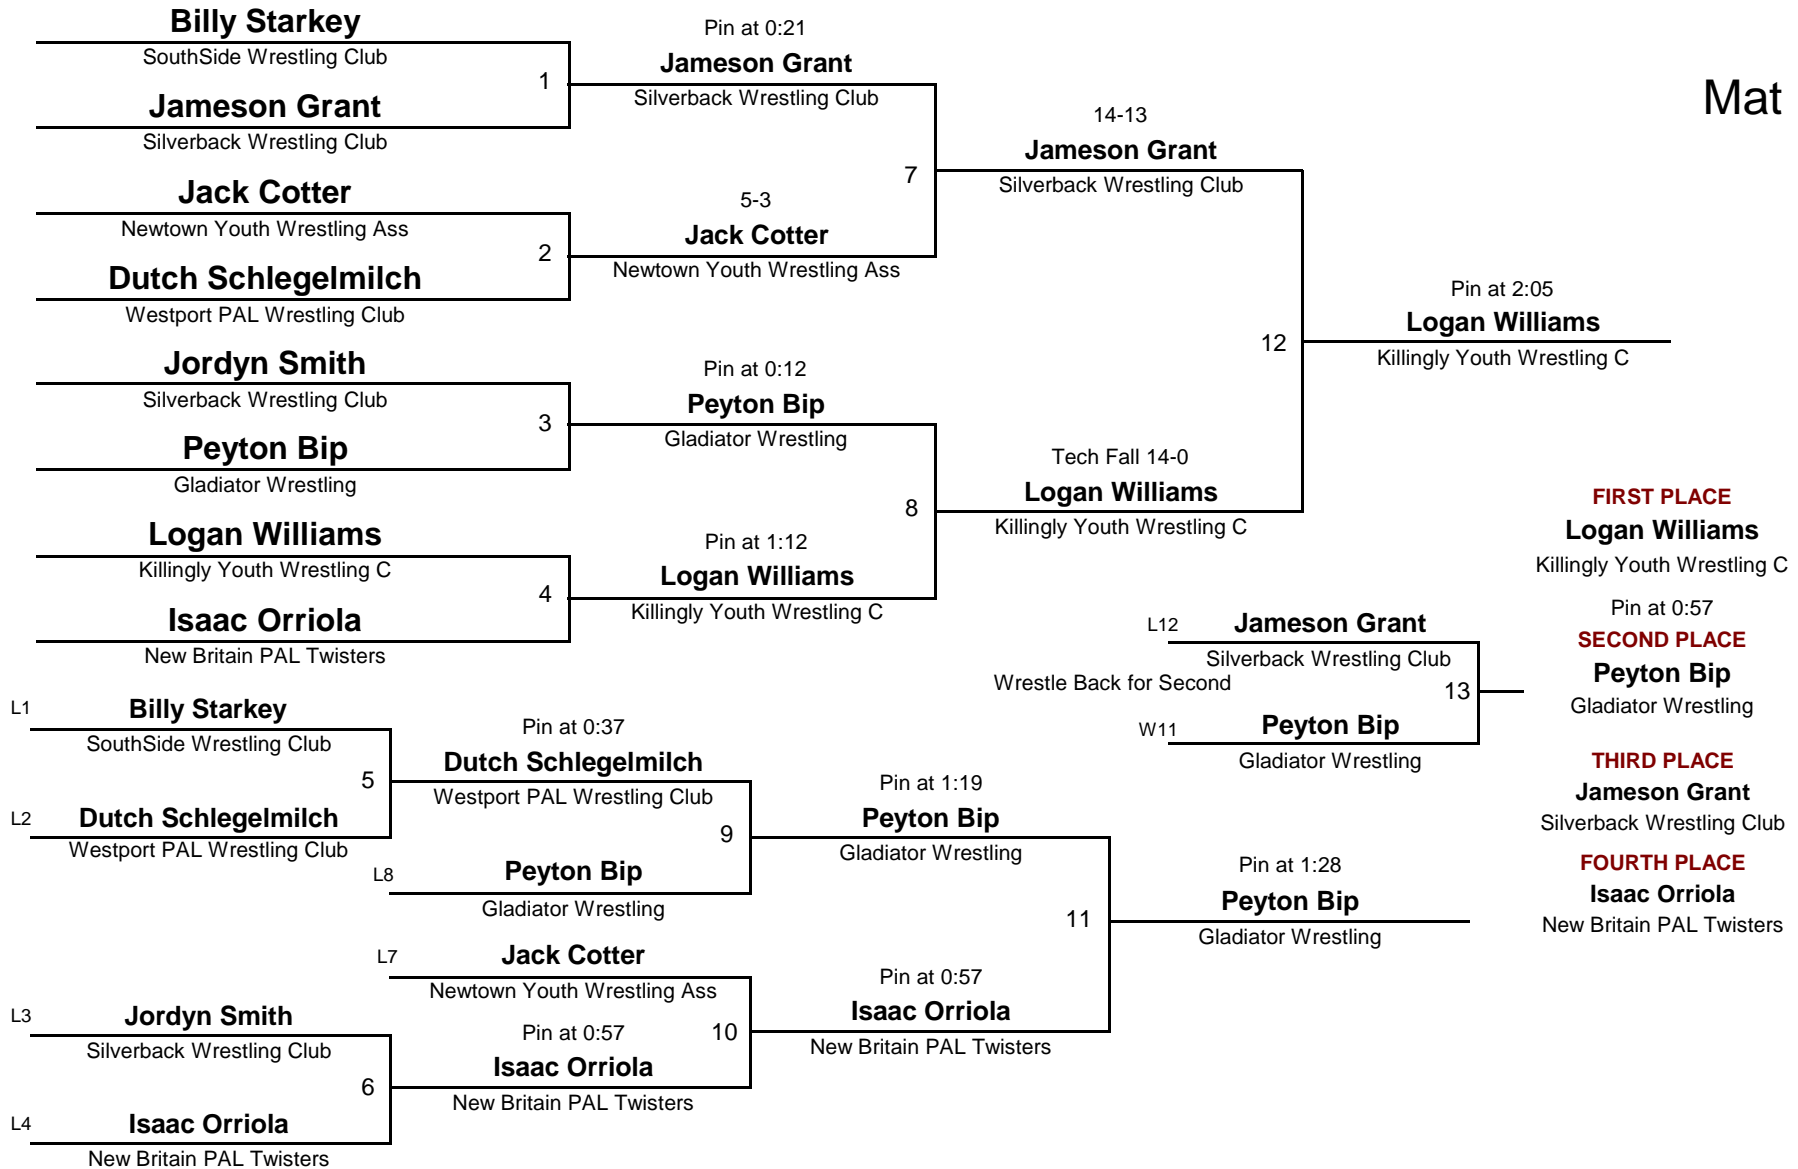 Billy Starkey
SouthSide Wrestling Club
1
Jameson Grant
Silverback Wrestling Club
Jack Cotter
Newtown Youth Wrestling Ass
2
Dutch Schlegelmilch
Westport PAL Wrestling Club
Jordyn Smith
Silverback Wrestling Club
3
Peyton Bip
Gladiator Wrestling
Logan Williams
Killingly Youth Wrestling C
4
Isaac Orriola
New Britain PAL Twisters
Pin at 0:21
Jameson Grant
Silverback Wrestling Club
7
5-3
Jack Cotter
Newtown Youth Wrestling Ass
Pin at 0:12
Peyton Bip
Gladiator Wrestling
8
Pin at 1:12
Logan Williams
Killingly Youth Wrestling C
14-13
Jameson Grant
Silverback Wrestling Club
12
Tech Fall 14-0
Logan Williams
Killingly Youth Wrestling C
Mat
Pin at 2:05
Logan Williams
Killingly Youth Wrestling C
L1
Billy Starkey
SouthSide Wrestling Club
5
L2
Dutch Schlegelmilch
Westport PAL Wrestling Club
L3
Jordyn Smith
Silverback Wrestling Club
6
L4
Isaac Orriola
New Britain PAL Twisters
Pin at 0:37
Dutch Schlegelmilch
Westport PAL Wrestling Club
9
L8
Peyton Bip
Gladiator Wrestling
L7
Jack Cotter
Newtown Youth Wrestling Ass
Pin at 0:57
10
Isaac Orriola
New Britain PAL Twisters
Pin at 1:19
Peyton Bip
Gladiator Wrestling
11
Pin at 0:57
Isaac Orriola
New Britain PAL Twisters
Pin at 1:28
Peyton Bip
Gladiator Wrestling
L12
Jameson Grant
Silverback Wrestling Club
Wrestle Back for Second
13
W11
Peyton Bip
Gladiator Wrestling
FIRST PLACE
Logan Williams
Killingly Youth Wrestling C
Pin at 0:57
SECOND PLACE
Peyton Bip
Gladiator Wrestling
THIRD PLACE
Jameson Grant
Silverback Wrestling Club
FOURTH PLACE
Isaac Orriola
New Britain PAL Twisters